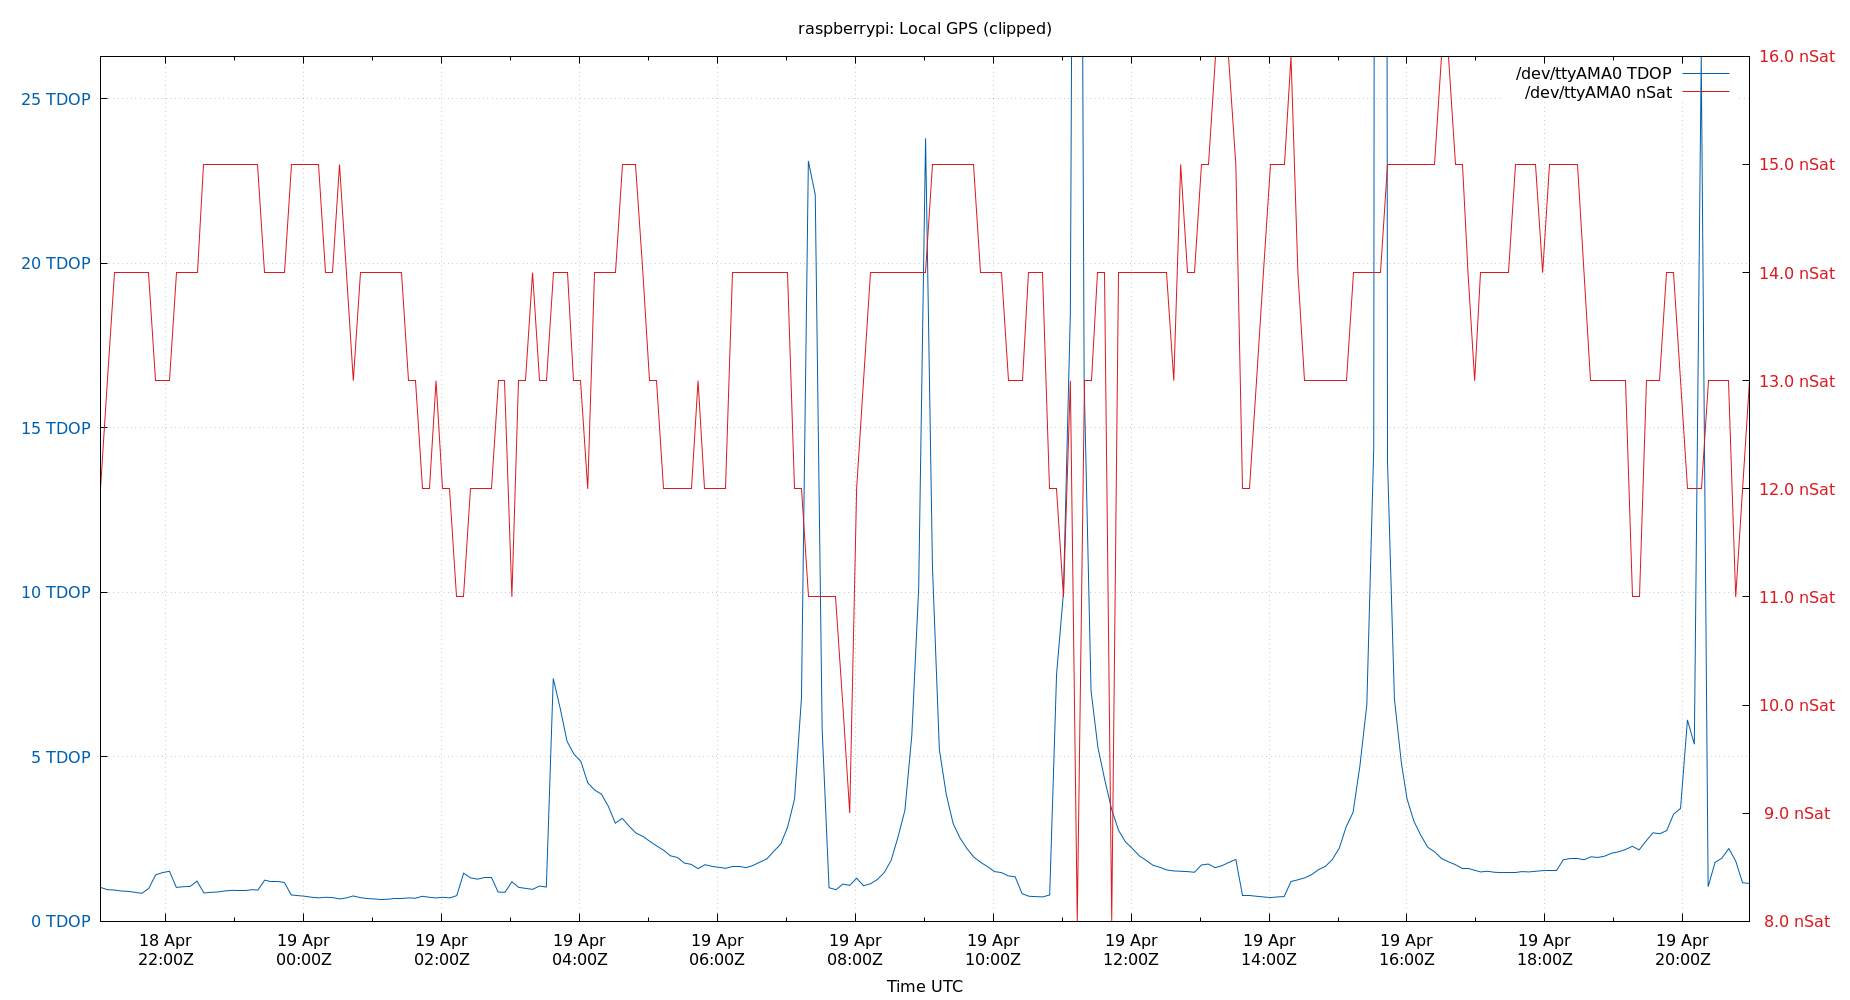 raspberrypi: Local GPS (clipped)
/dev/ttyAMA0 TDOP
/dev/ttyAMA0 nSat
25 TDOP
20 TDOP
15 TDOP
10 TDOP
5 TDOP
0 TDOP
16.0 nSat
15.0 nSat
14.0 nSat
13.0 nSat
12.0 nSat
11.0 nSat
10.0 nSat
9.0 nSat
8.0 nSat
18 Apr
22:00Z
19 Apr
00:00Z
19 Apr
02:00Z
19 Apr
04:00Z
19 Apr
06:00Z
19 Apr
08:00Z
19 Apr
10:00Z
19 Apr
12:00Z
19 Apr
14:00Z
19 Apr
16:00Z
19 Apr
18:00Z
19 Apr
20:00Z
Time UTC